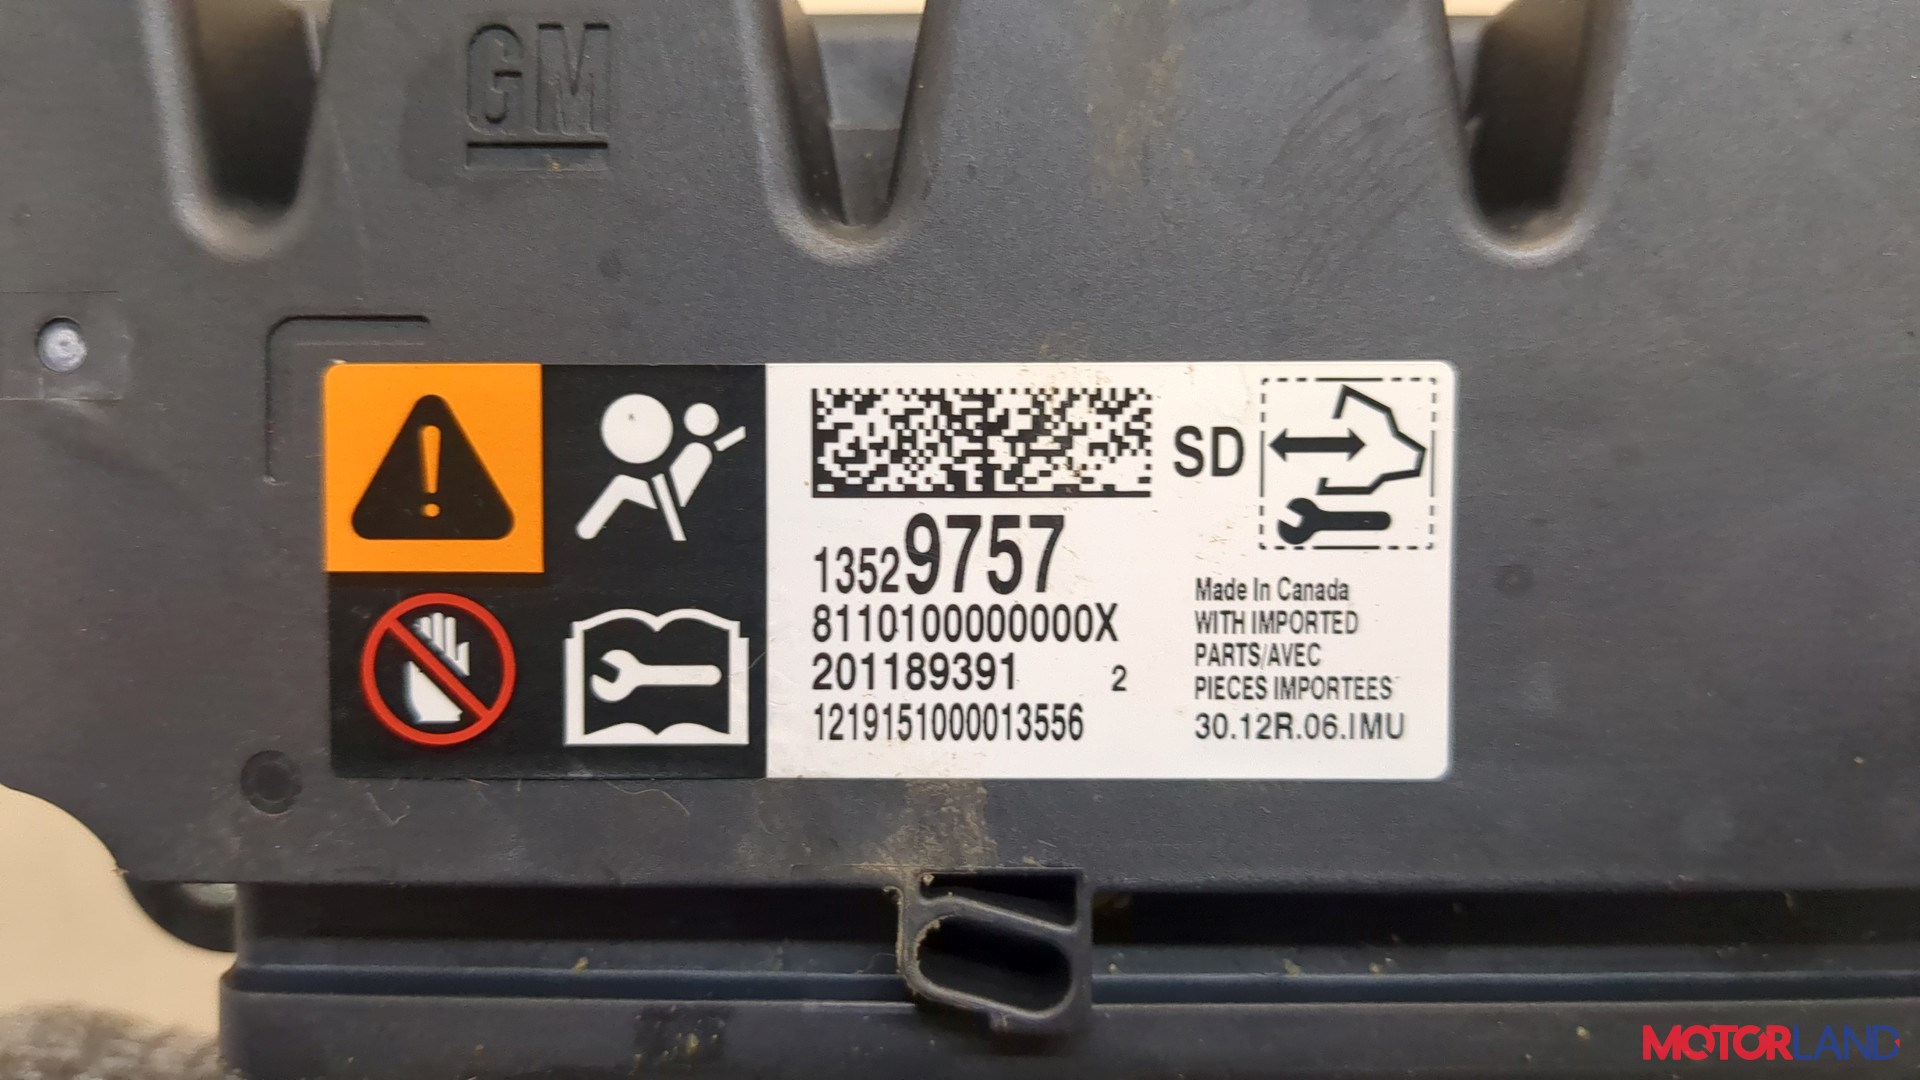 GM
SD
13529757
8110100000000X
201189391 2
1219151000013556
Made In Canada
WITH IMPORTED
PARTS/AVEC
PIECES IMPORTEES
30.12R.06.IMU
MOTORLAND